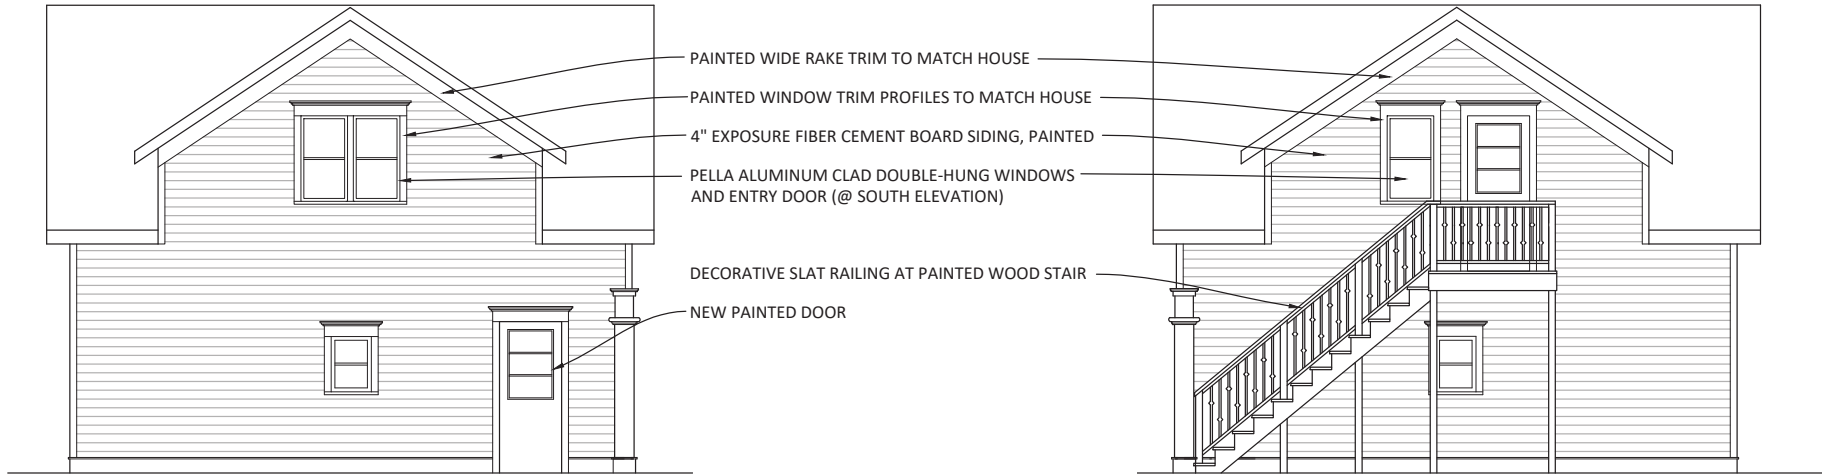 PAINTED WIDE RAKE TRIM TO MATCH HOUSE
PAINTED WINDOW TRIM PROFILES TO MATCH HOUSE
4" EXPOSURE FIBER CEMENT BOARD SIDING, PAINTED
PELLA ALUMINUM CLAD DOUBLE-HUNG WINDOWS
AND ENTRY DOOR (@ SOUTH ELEVATION)
DECORATIVE SLAT RAILING AT PAINTED WOOD STAIR
NEW PAINTED DOOR